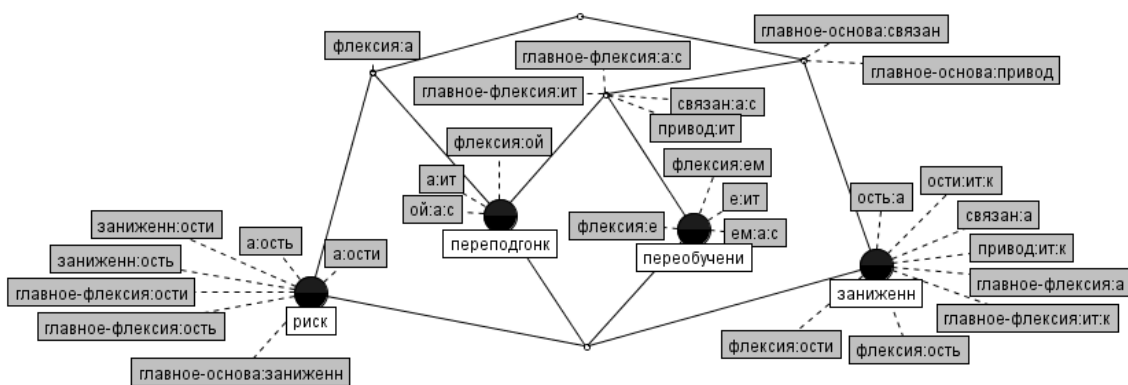 главное-основа:связан
флексия:а
главное-флексия:а:с
главное-основа:привод
главное-флексия:ит
связан:а:с
привод:ит
флексия:ой
флексия:ем
а:ит
ости:ит:к
ость:а
е:ит
ой:а:с
связан:а
заниженн:ости
флексия:е
ем:а:с
а:ость
переподгонк
привод:ит:к
а:ости
переобучени
заниженн:ость
главное-флексия:а
главное-флексия:ости
заниженн
риск
главное-флексия:ит:к
главное-флексия:ость
флексия:ости
флексия:ость
главное-основа:заниженн